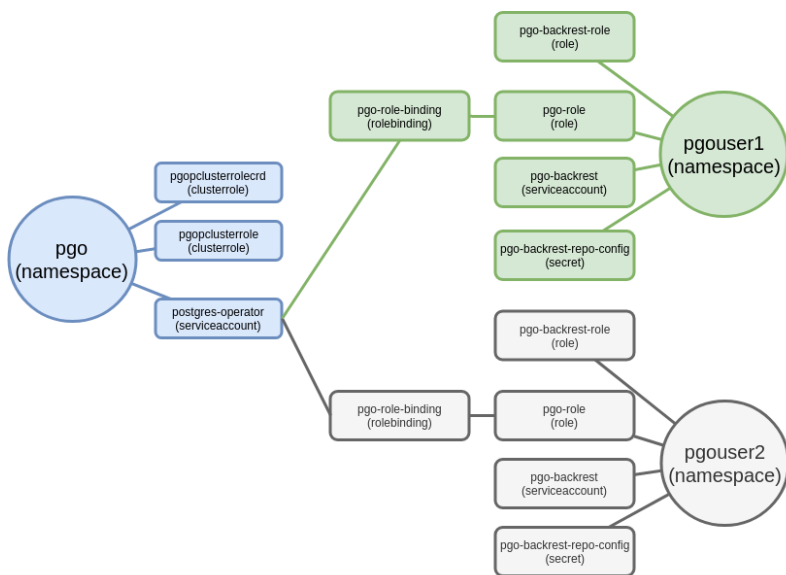 pgo
(namespace)
pgopclusterrolecrd
(clusterrole)
pgopclusterrole
(clusterrole)
postgres-operator
(serviceaccount)
pgo-role-binding
(rolebinding)
pgo-backrest-role
(role)
pgo-role
(role)
pgo-backrest
(serviceaccount)
pgo-backrest-repo-config
(secret)
pgouser1
(namespace)
pgo-role-binding
(rolebinding)
pgo-backrest-role
(role)
pgo-role
(role)
pgo-backrest
(serviceaccount)
pgo-backrest-repo-config
(secret)
pgouser2
(namespace)